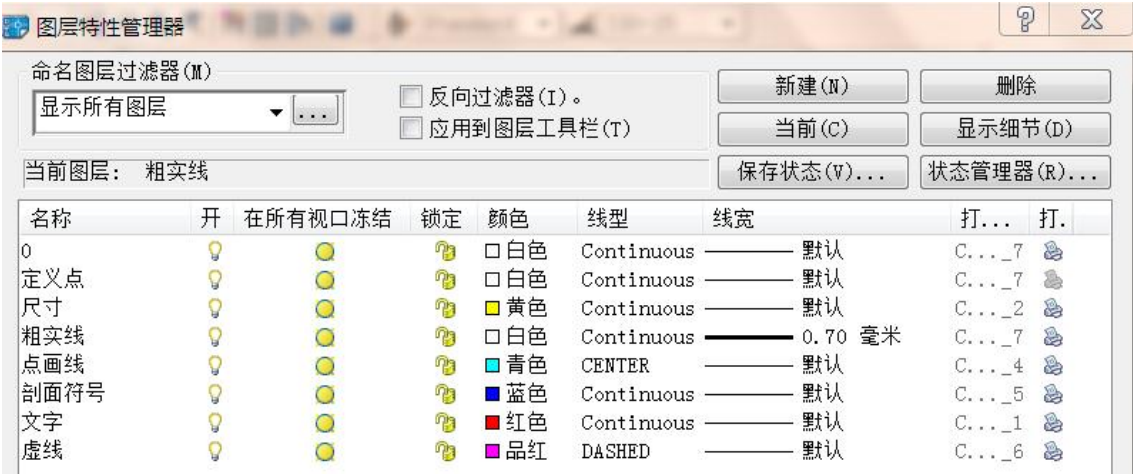 图层特性管理器
命名图层过滤器(M)
显示所有图层 ...
反向过滤器(I)。
应用到图层工具栏(T)
新建(N) 删除
当前(C) 显示细节(D)
保存状态(V)... 状态管理器(R)...
当前图层: 粗实线
名称 开 在所有视口冻结 锁定 颜色 线型 线宽 打... 打.
0 白色 Continuous 默认 C..._7
定义点 白色 Continuous 默认 C..._7
尺寸 黄色 Continuous 默认 C..._2
粗实线 白色 Continuous 0.70 毫米 C..._7
点画线 青色 CENTER 默认 C..._4
剖面符号 蓝色 Continuous 默认 C..._5
文字 红色 Continuous 默认 C..._1
虚线 品红 DASHED 默认 C..._6